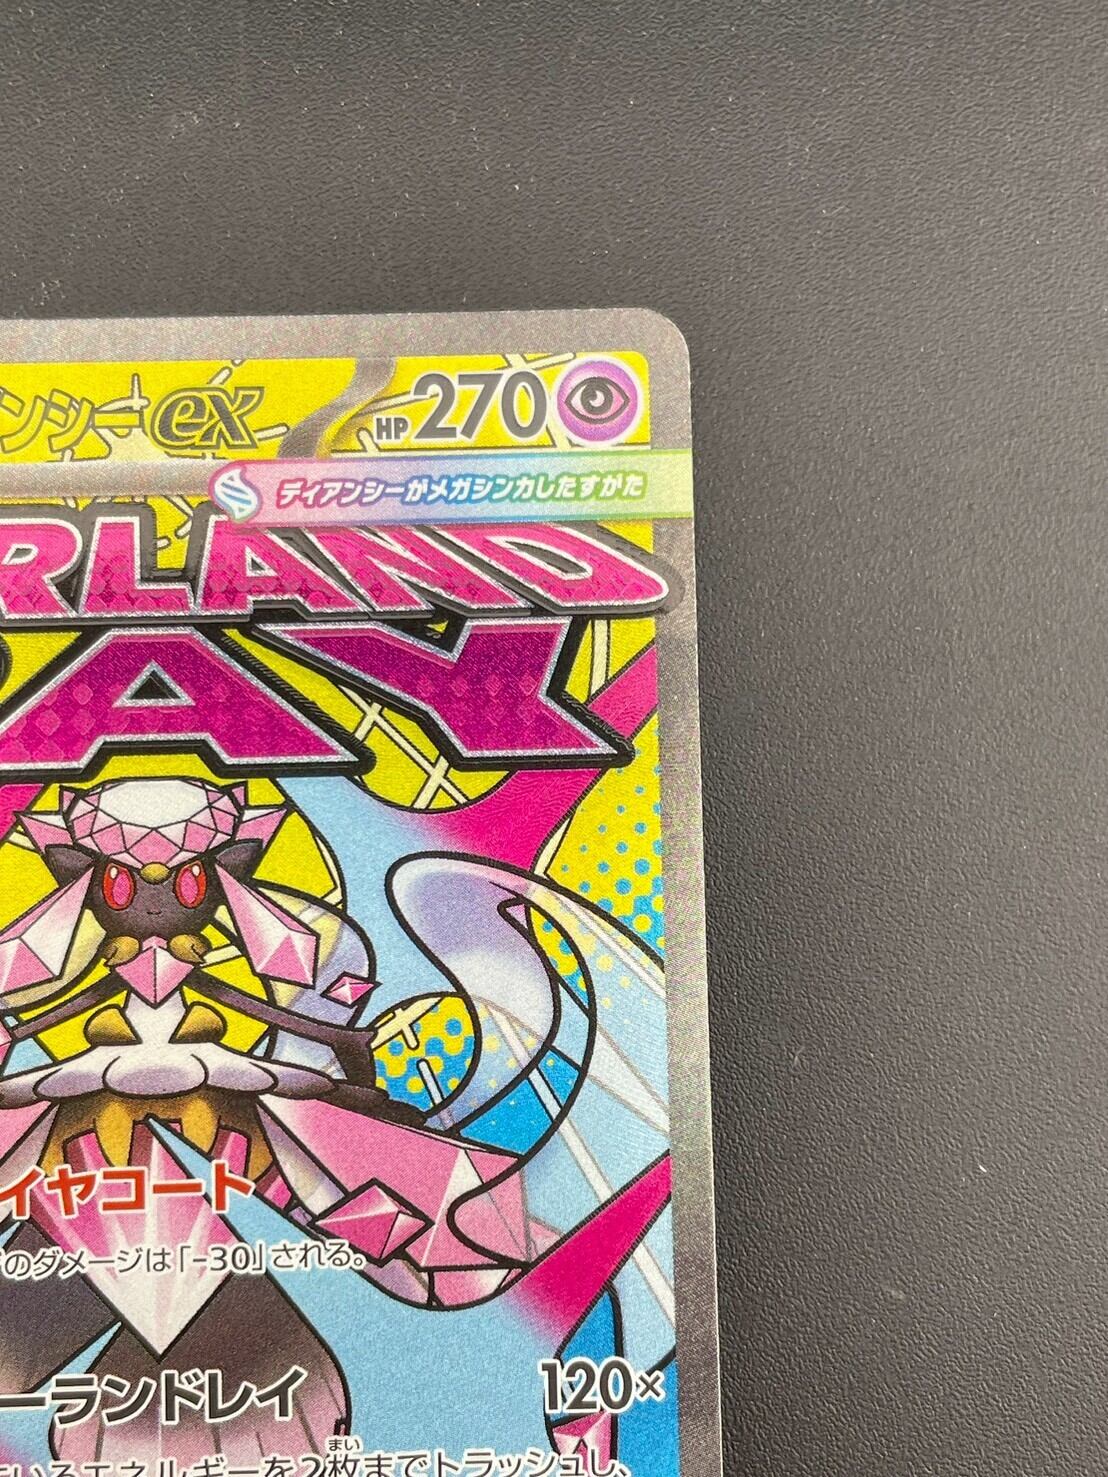 ンシーex HP270
ディアンシーがメガシンカしたすがた
RLAND
AY
イヤコート
のダメージは「-30」される。
ーランドレイ 120×
いるエネルギーを2枚までトラッシュし、
まい